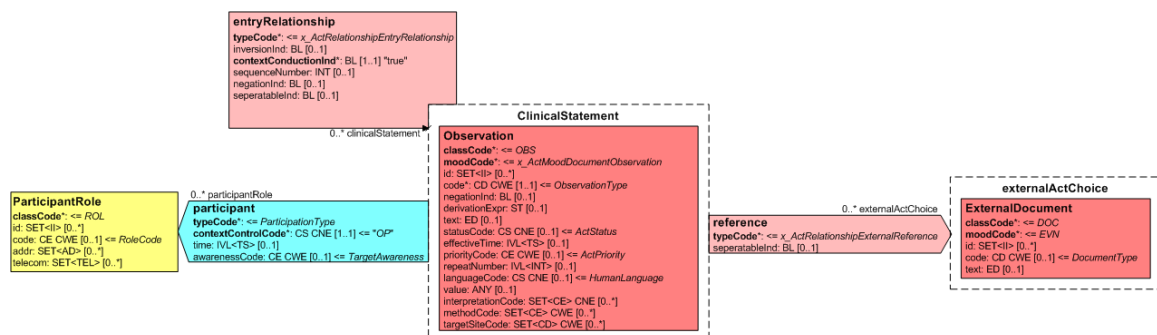 entryRelationship
typeCode*: <= x_ActRelationshipEntryRelationship
inversionInd: BL [0..1]
contextConductionInd*: BL [1..1] "true"
sequenceNumber: INT [0..1]
negationInd: BL [0..1]
seperatableInd: BL [0..1]
0..* clinicalStatement
ClinicalStatement
Observation
classCode*: <= OBS
moodCode*: <= x_ActMoodDocumentObservation
id: SET<II> [0..*]
code*: CD CWE [1..1] <= ObservationType
negationInd: BL [0..1]
derivationExpr: ST [0..1]
text: ED [0..1]
statusCode: CS CNE [0..1] <= ActStatus
effectiveTime: IVL<TS> [0..1]
priorityCode: CE CWE [0..1] <= ActPriority
repeatNumber: IVL<INT> [0..1]
languageCode: CS CNE [0..1] <= HumanLanguage
value: ANY [0..1]
interpretationCode: SET<CE> CNE [0..*]
methodCode: SET<CE> CWE [0..*]
targetSiteCode: SET<CD> CWE [0..*]
ParticipantRole
classCode*: <= ROL
id: SET<II> [0..*]
code: CE CWE [0..1] <= RoleCode
addr: SET<AD> [0..*]
telecom: SET<TEL> [0..*]
0..* participantRole
participant
typeCode*: <= ParticipationType
contextControlCode*: CS CNE [1..1] <= "OP"
time: IVL<TS> [0..1]
awarenessCode: CE CWE [0..1] <= TargetAwareness
0..* externalActChoice
reference
typeCode*: <= x_ActRelationshipExternalReference
seperatableInd: BL [0..1]
externalActChoice
ExternalDocument
classCode*: <= DOC
moodCode*: <= EVN
id: SET<II> [0..*]
code: CD CWE [0..1] <= DocumentType
text: ED [0..1]